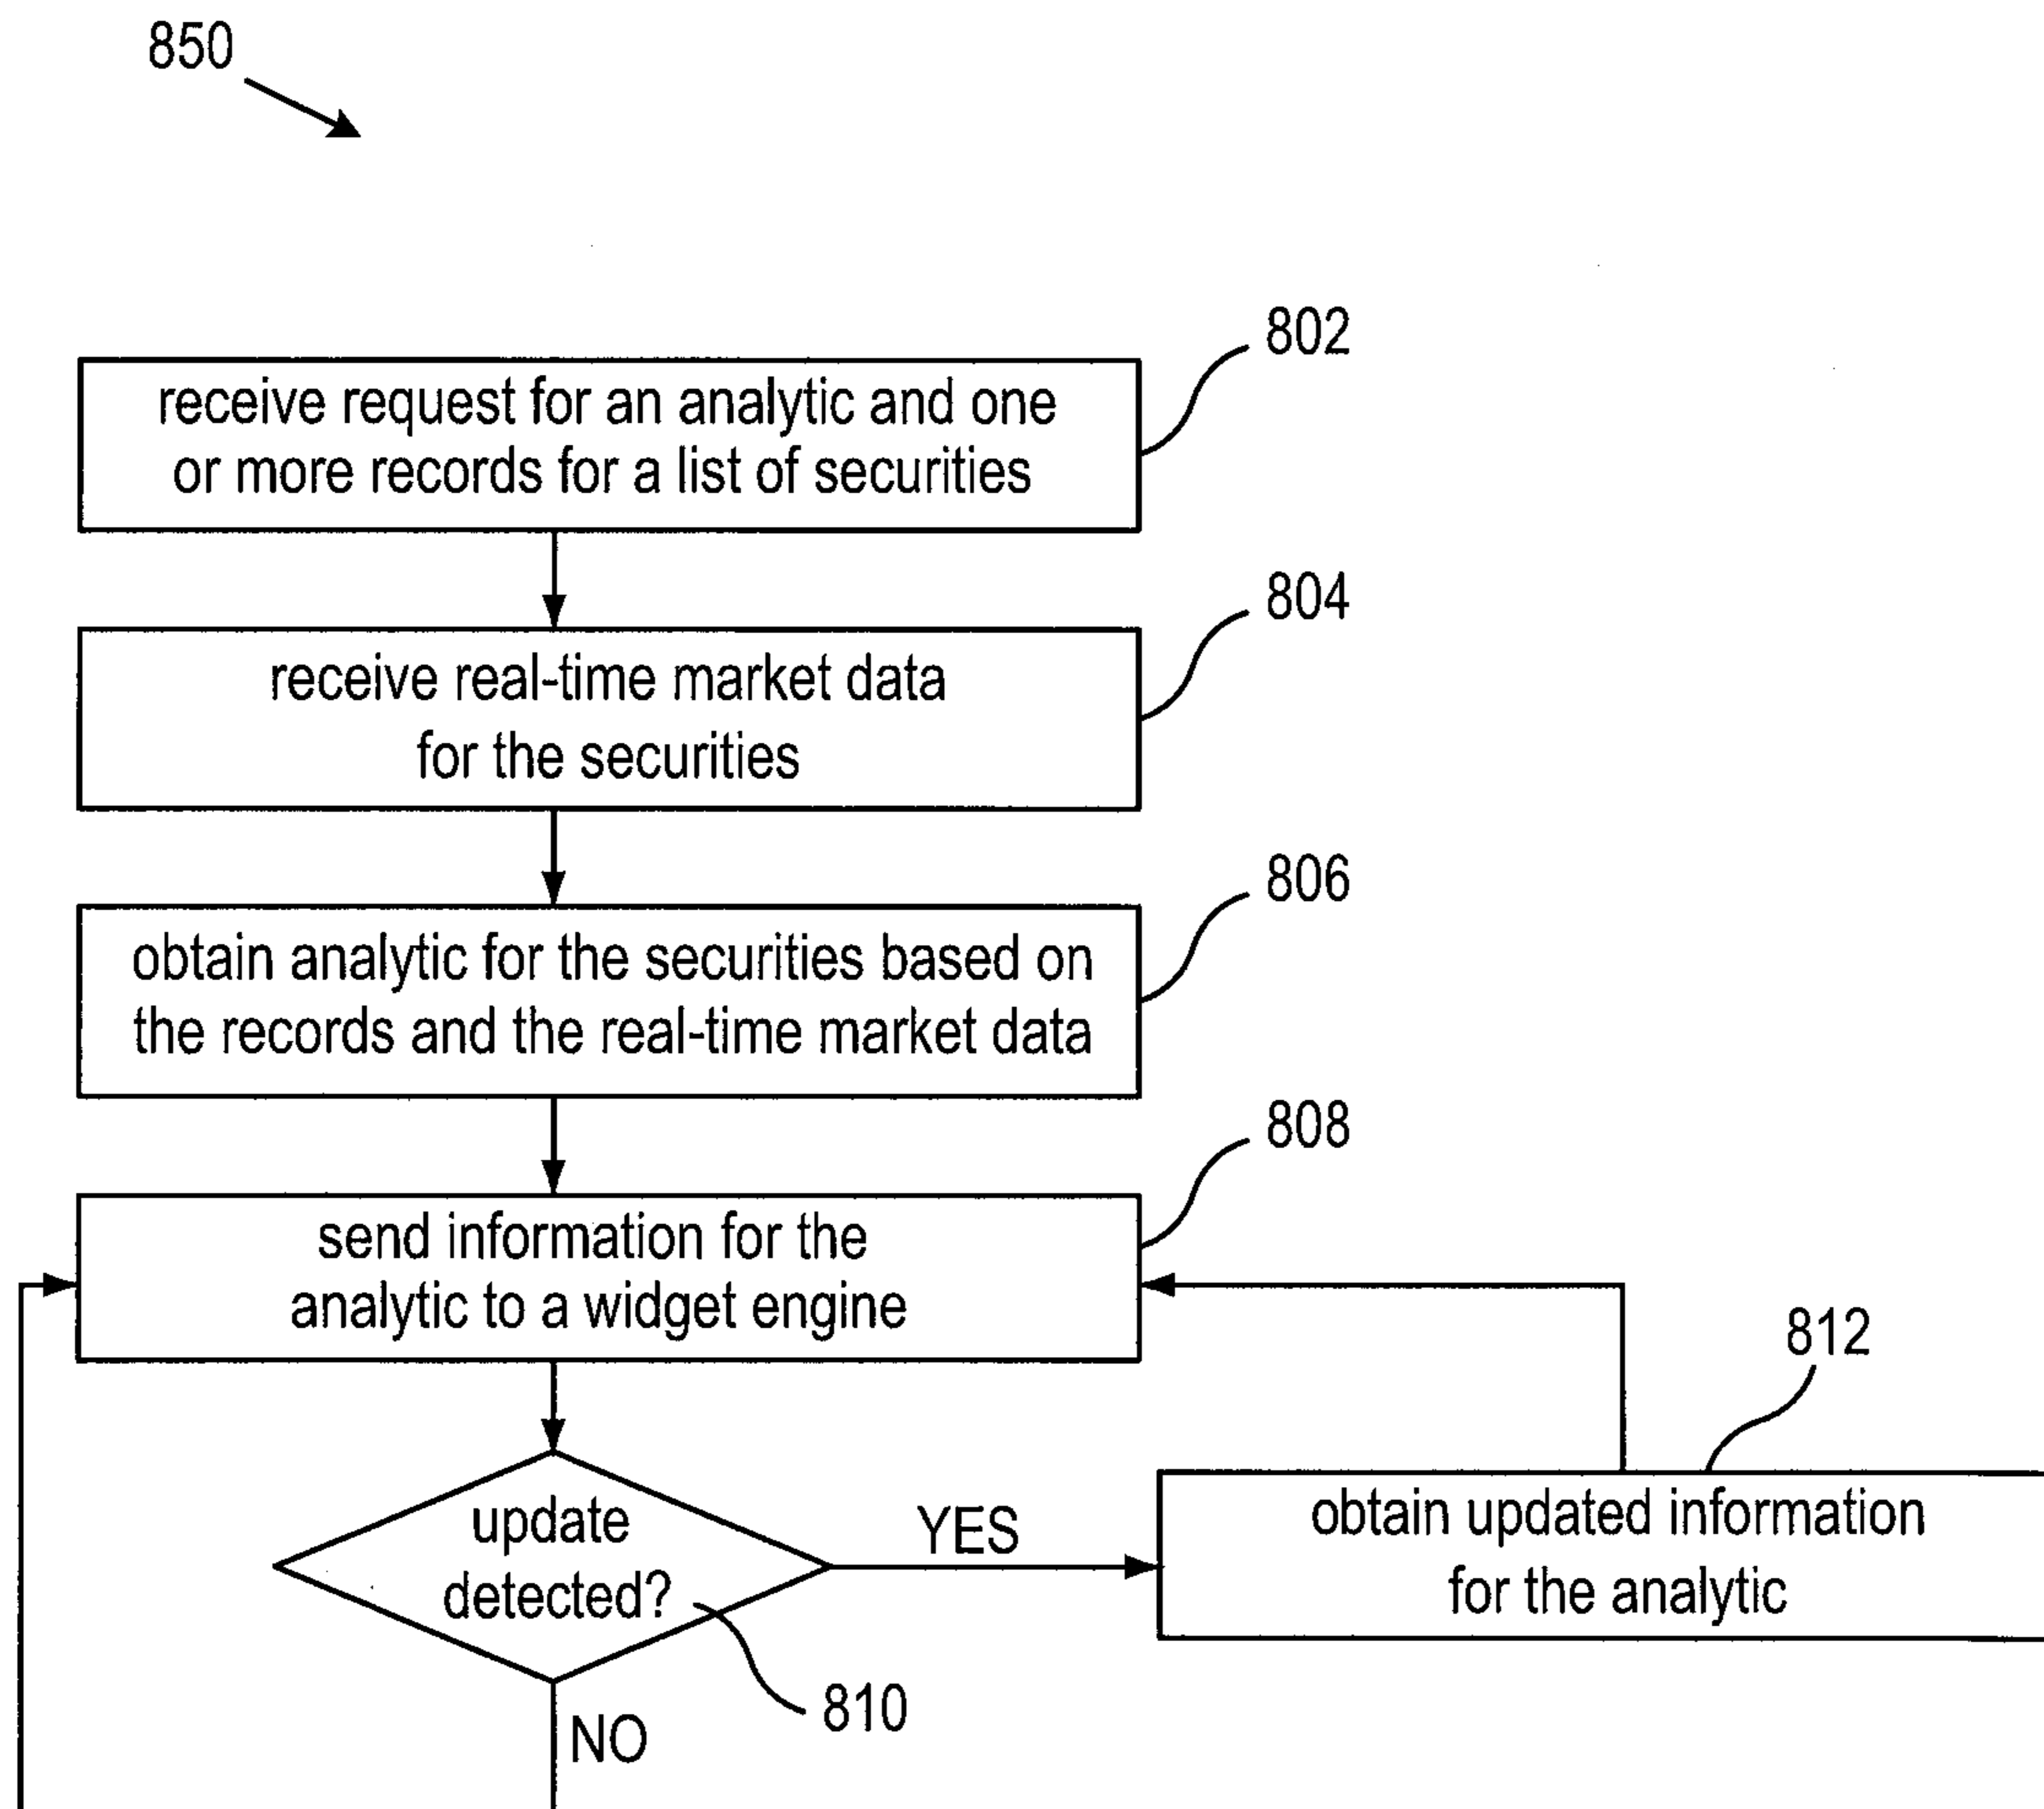 850
802
receive request for an analytic and one
or more records for a list of securities
804
receive real-time market data
for the securities
806
obtain analytic for the securities based on
the records and the real-time market data
808
send information for the
analytic to a widget engine
812
update
detected?
YES
obtain updated information
for the analytic
810
NO